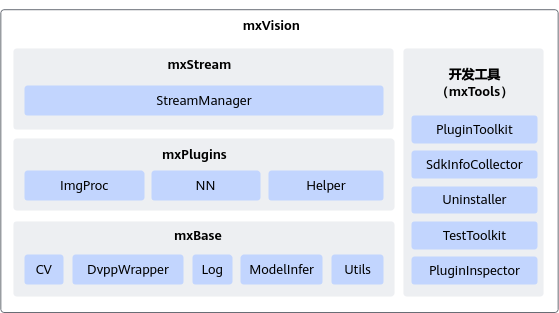 mxVision
mxStream
StreamManager
mxPlugins
ImgProc NN Helper
mxBase
CV DvppWrapper Log ModelInfer Utils
开发工具
（mxTools）
PluginToolkit
SdkInfoCollector
Uninstaller
TestToolkit
PluginInspector